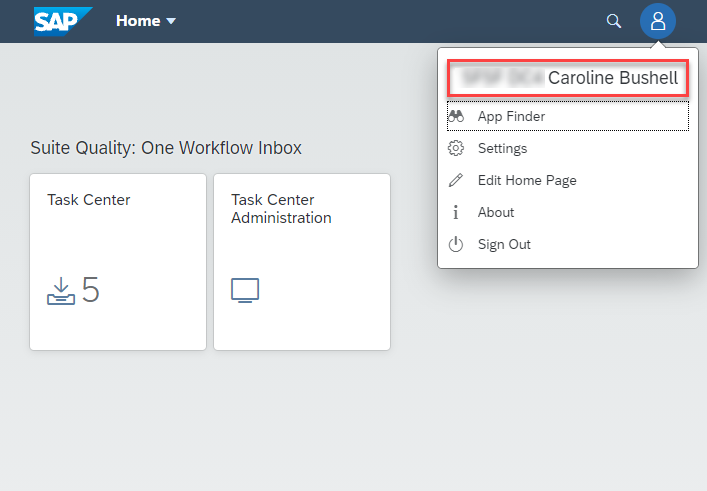 SAP
Home
Caroline Bushell
App Finder
Settings
Edit Home Page
About
Sign Out
Suite Quality: One Workflow Inbox
Task Center
5
Task Center
Administration